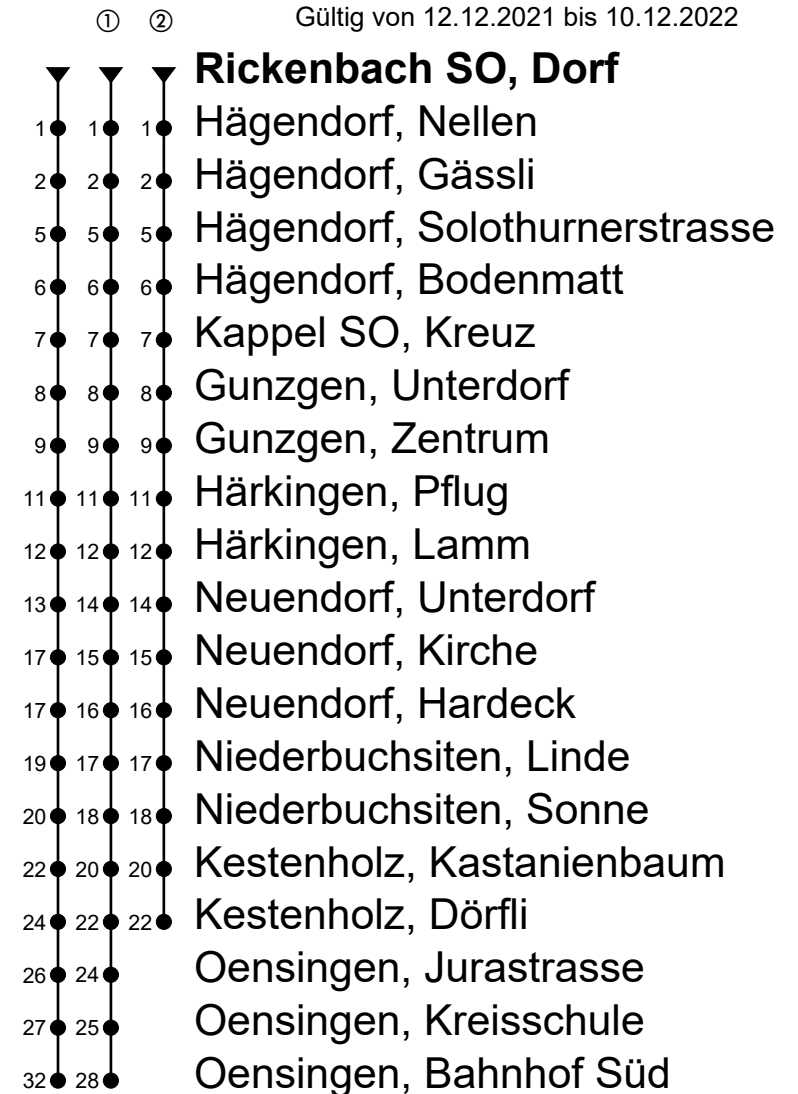 ① ② Gültig von 12.12.2021 bis 10.12.2022
Rickenbach SO, Dorf
1 1 1 Hägendorf, Nellen
2 2 2 Hägendorf, Gässli
5 5 5 Hägendorf, Solothurnerstrasse
6 6 6 Hägendorf, Bodenmatt
7 7 7 Kappel SO, Kreuz
8 8 8 Gunzgen, Unterdorf
9 9 9 Gunzgen, Zentrum
11 11 11 Härkingen, Pflug
12 12 12 Härkingen, Lamm
13 14 14 Neuendorf, Unterdorf
17 15 15 Neuendorf, Kirche
17 16 16 Neuendorf, Hardeck
19 17 17 Niederbuchsiten, Linde
20 18 18 Niederbuchsiten, Sonne
22 20 20 Kestenholz, Kastanienbaum
24 22 22 Kestenholz, Dörfli
26 24 Oensingen, Jurastrasse
27 25 Oensingen, Kreisschule
32 28 Oensingen, Bahnhof Süd